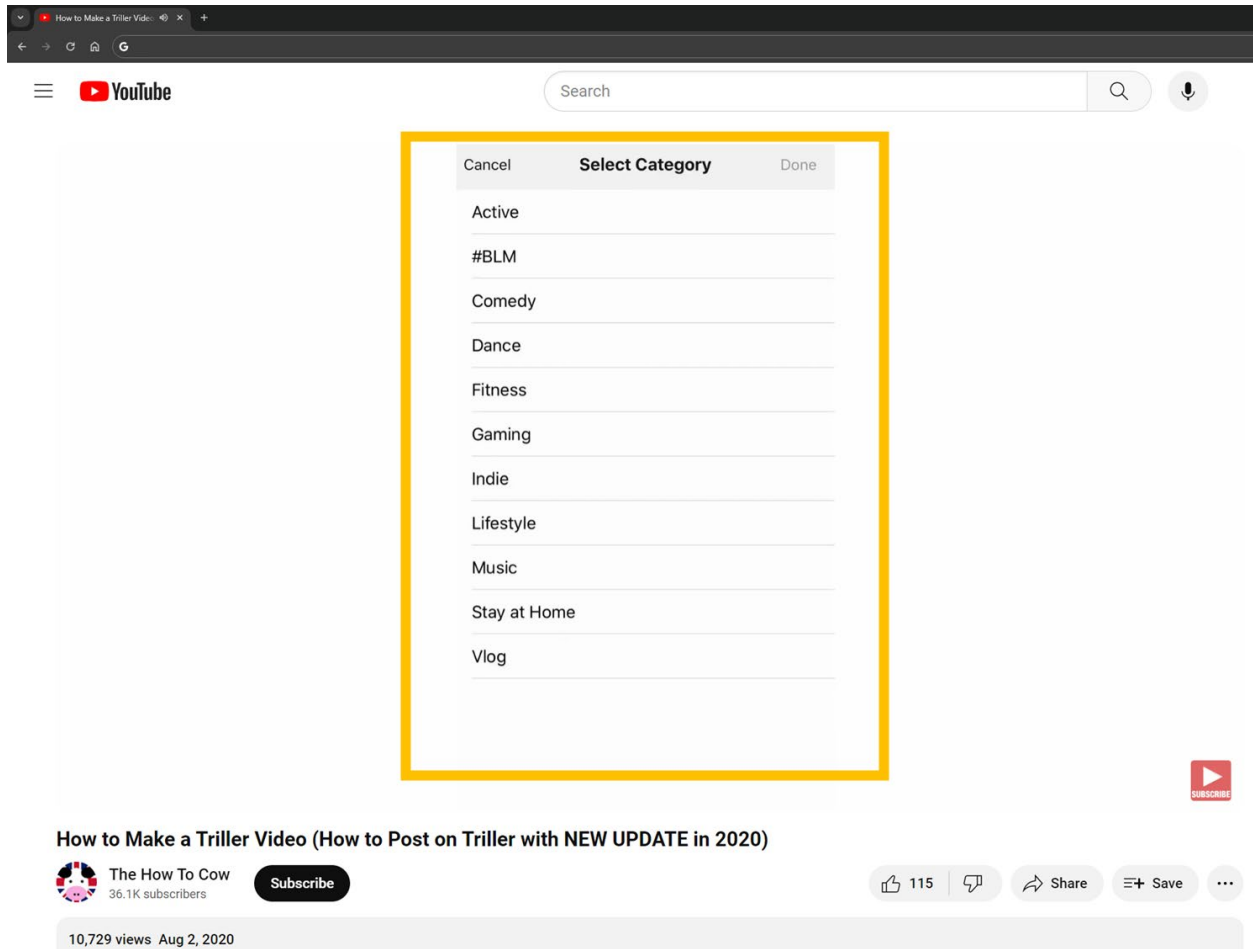 How to Make a Triller Video
G
YouTube
Search
Cancel Select Category Done
Active
#BLM
Comedy
Dance
Fitness
Gaming
Indie
Lifestyle
Music
Stay at Home
Vlog
SUBSCRIBE
How to Make a Triller Video (How to Post on Triller with NEW UPDATE in 2020)
The How To Cow
36.1K subscribers
Subscribe
115 Share Save
10,729 views Aug 2, 2020